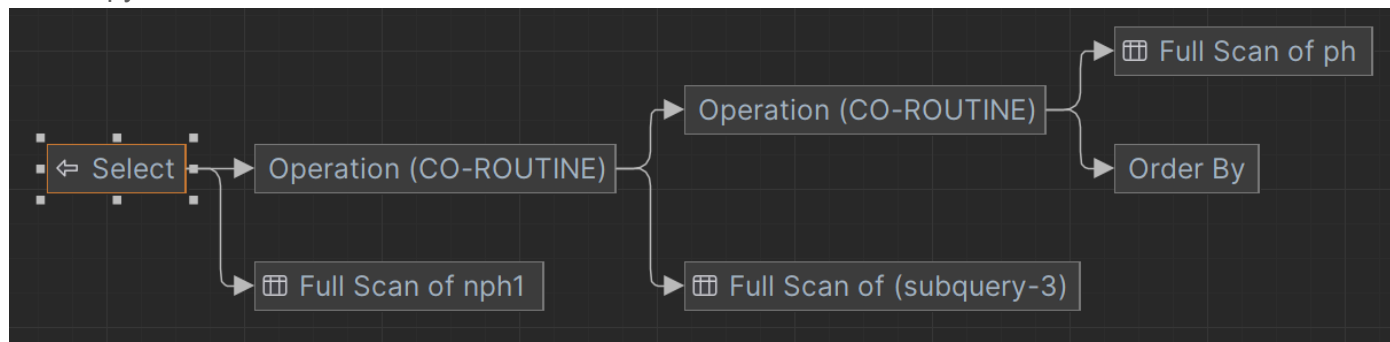 Full Scan of ph
Operation (CO-ROUTINE)
Select
Operation (CO-ROUTINE)
Order By
Full Scan of nph1
Full Scan of (subquery-3)